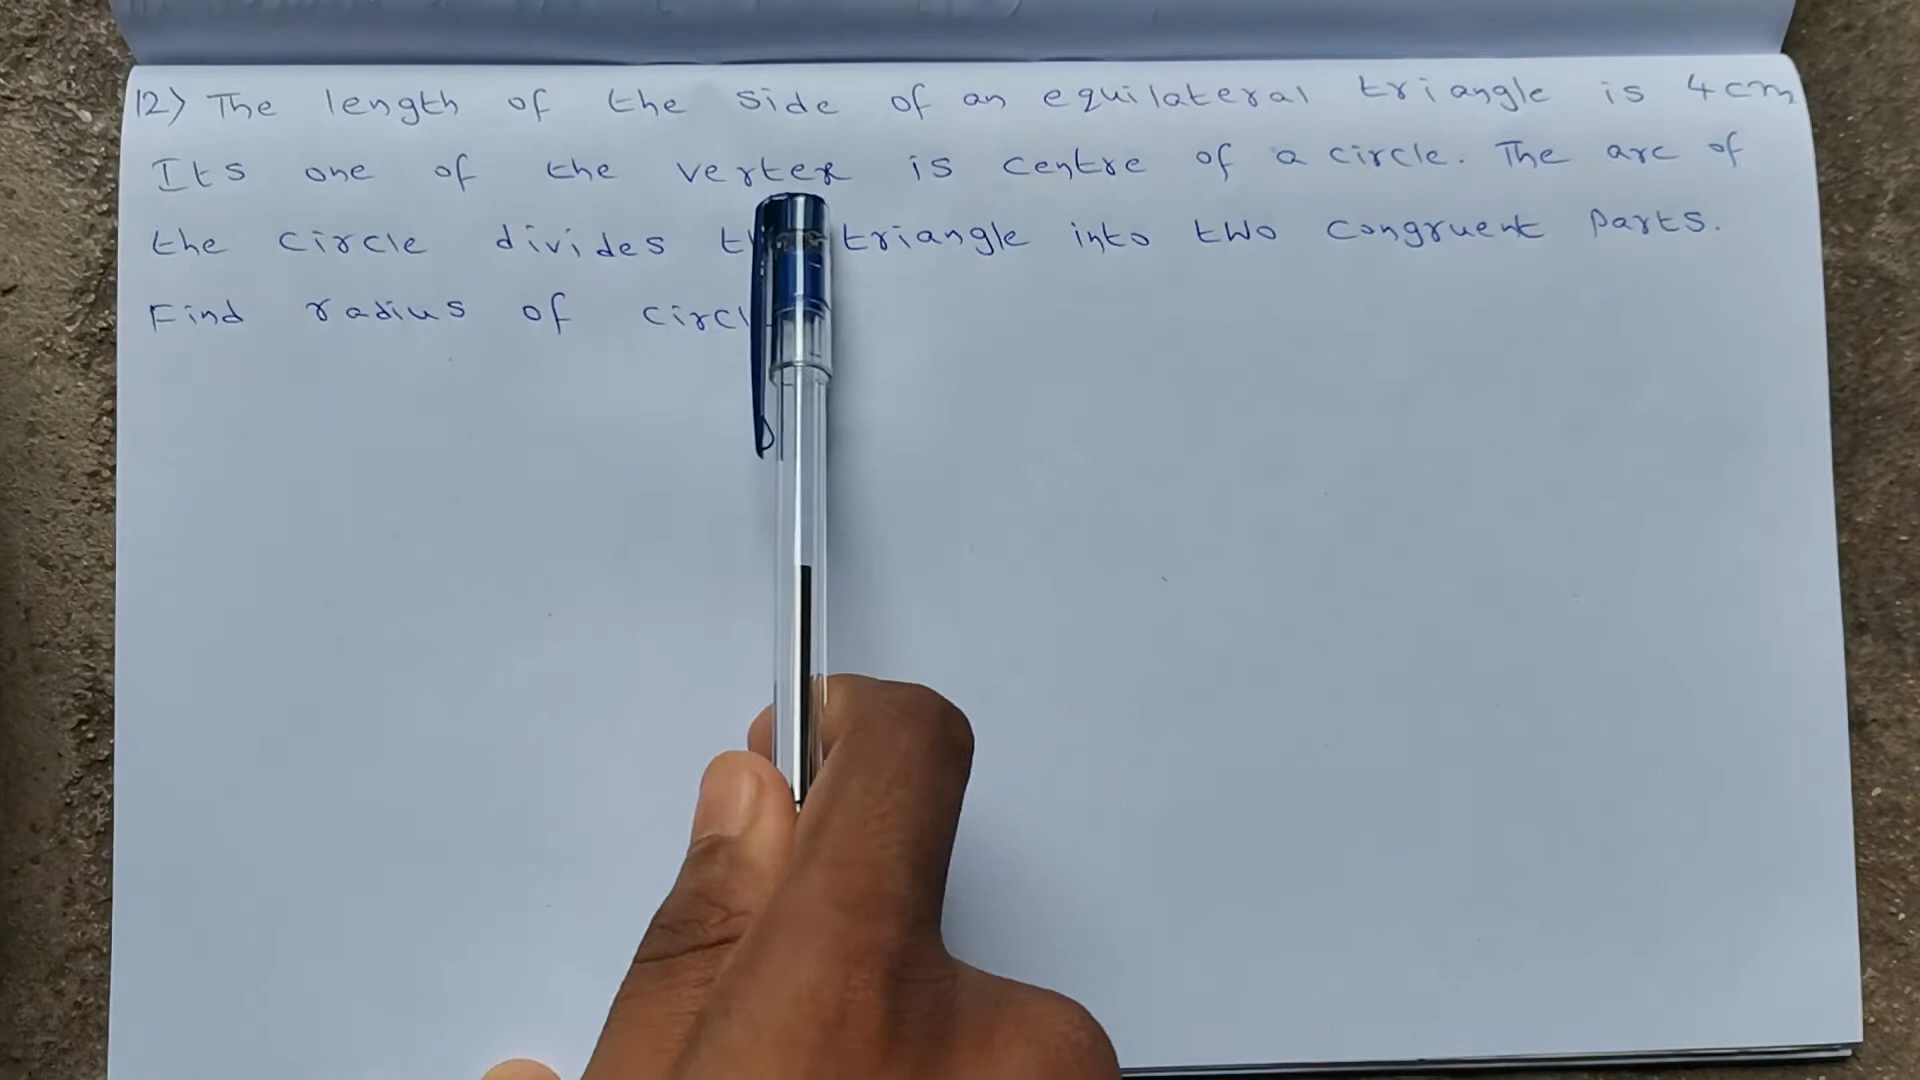 12) The length of the side of an equilateral triangle is 4cm
Its one of the vertex is centre of a circle. The arc of
the circle divides triangle into two congruent parts.
Find radius of